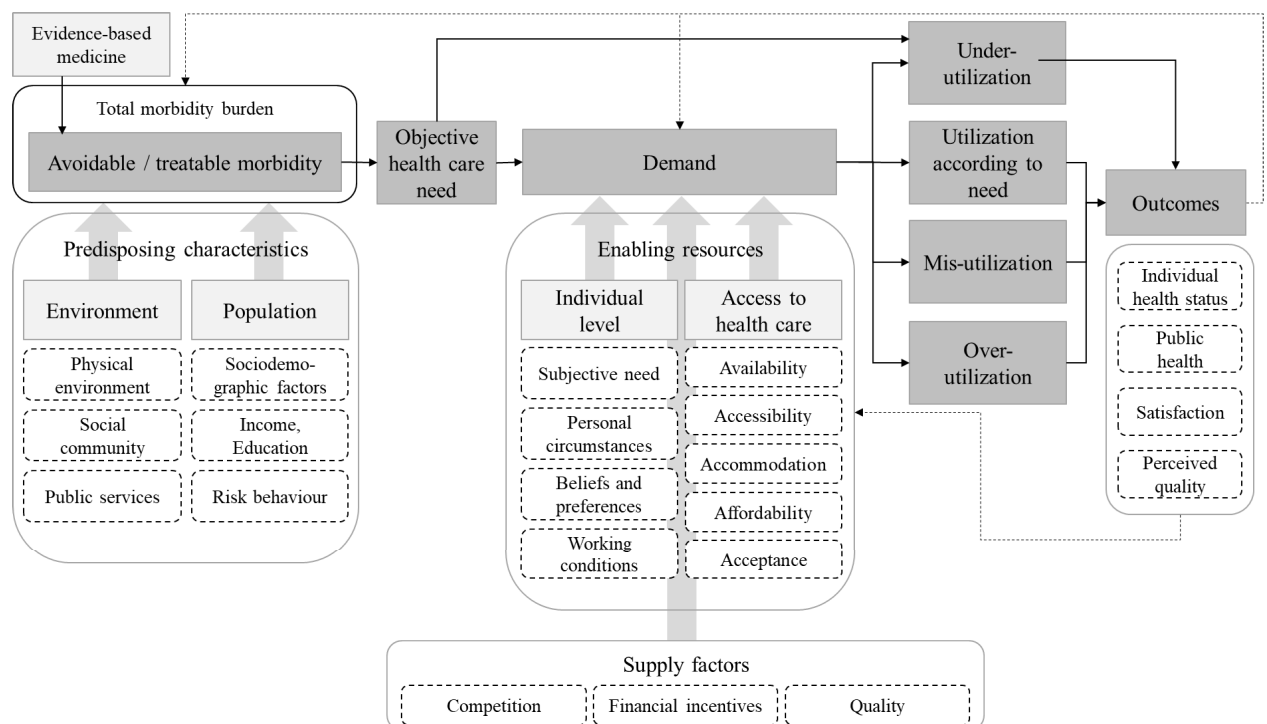 Evidence-based
medicine
Total morbidity burden
Avoidable / treatable morbidity
Objective
health care
need
Demand
Under-
utilization
Utilization
according to
need
Mis-utilization
Over-
utilization
Outcomes
Individual
health status
Public
health
Satisfaction
Perceived
quality
Predisposing characteristics
Environment
Physical
environment
Social
community
Public services
Population
Sociodemo-
graphic factors
Income,
Education
Risk behaviour
Enabling resources
Individual
level
Subjective need
Personal
circumstances
Beliefs and
preferences
Working
conditions
Access to
health care
Availability
Accessibility
Accommodation
Affordability
Acceptance
Supply factors
Competition
Financial incentives
Quality